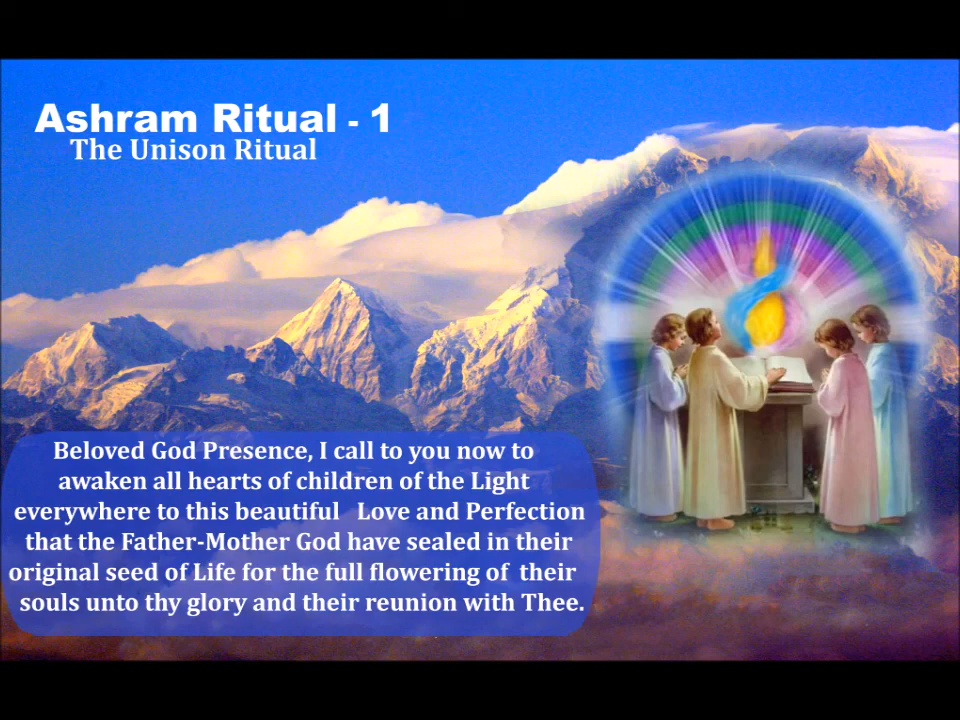 Ashram Ritual - 1
The Unison Ritual
Beloved God Presence, I call to you now to
awaken all hearts of children of the Light
everywhere to this beautiful Love and Perfection
that the Father-Mother God have sealed in their
original seed of Life for the full flowering of their
souls unto thy glory and their reunion with Thee.